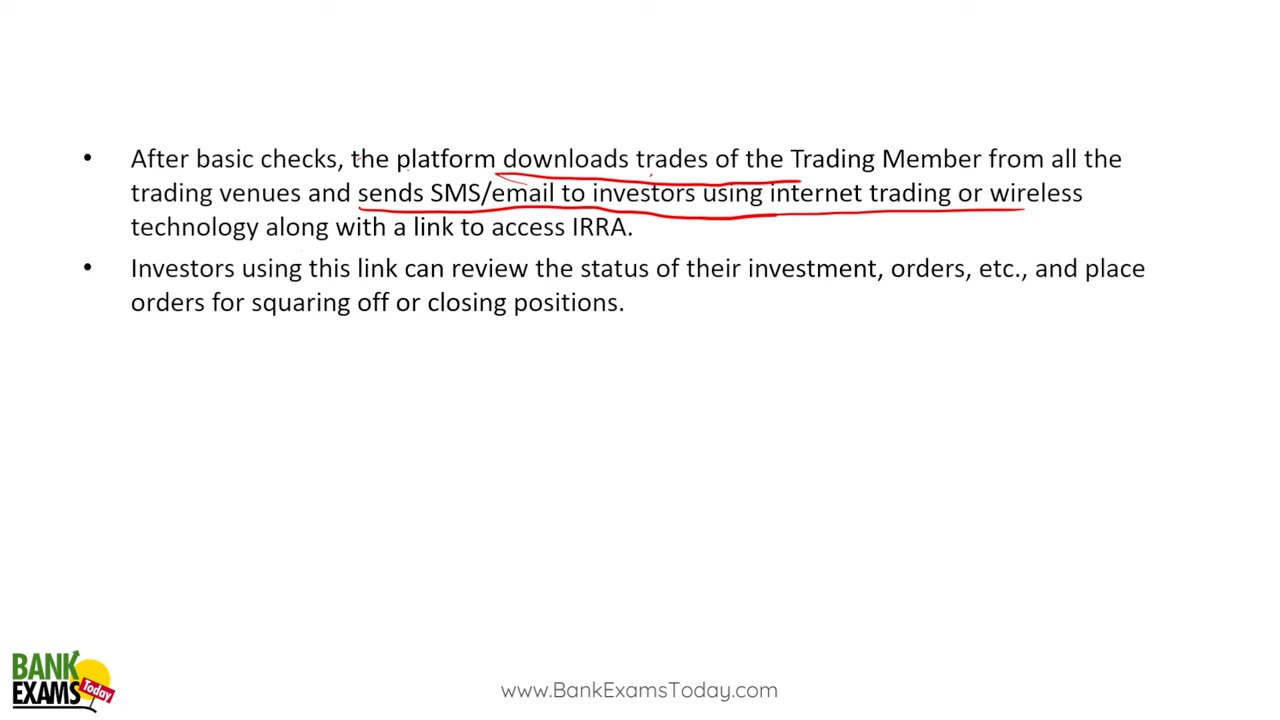 • After basic checks, the platform downloads trades of the Trading Member from all the
trading venues and sends SMS/email to investors using internet trading or wireless
technology along with a link to access IRRA.
• Investors using this link can review the status of their investment, orders, etc., and place
orders for squaring off or closing positions.
BANK
EXAMS Today
www.BankExamsToday.com